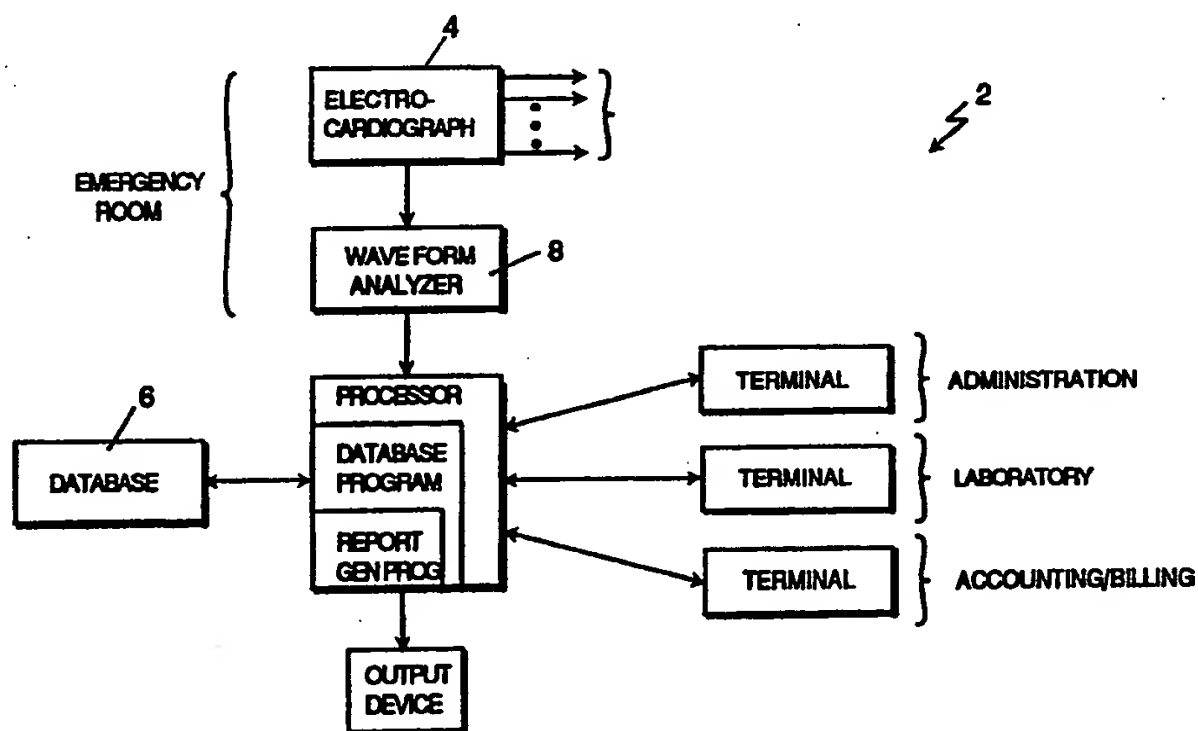 4
ELECTRO-
CARDIOGRAPH
2
EMERGENCY
ROOM
WAVE FORM
ANALYZER
8
PROCESSOR
DATABASE
PROGRAM
REPORT
GEN PROG
6
DATABASE
TERMINAL
ADMINISTRATION
TERMINAL
LABORATORY
TERMINAL
ACCOUNTING/BILLING
OUTPUT
DEVICE